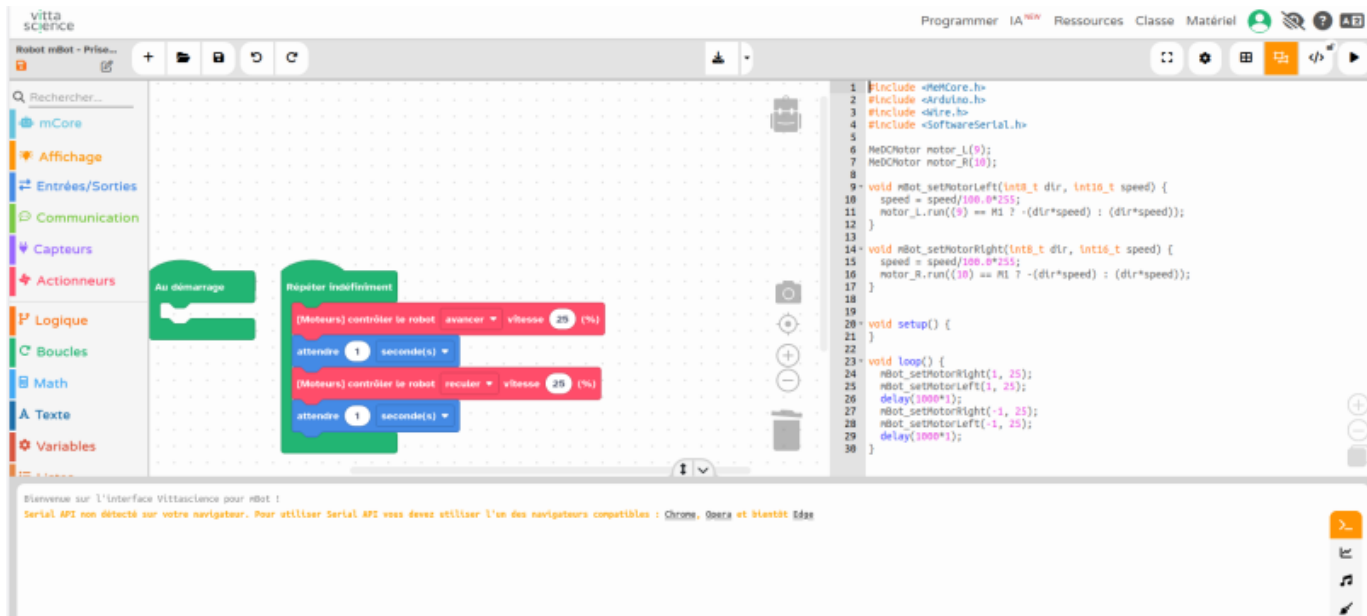 vitta
science
Programmer IA NEW Ressources Classe Matériel
Robot mBot - Prise...
Rechercher...
mCore
Affichage
Entrées/Sorties
Communication
Capteurs
Actionneurs
Logique
Boucles
Math
Texte
Variables
Au démarrage
Répéter indéfiniment
[Moteurs] contrôler le robot avancer vitesse 25 (%)
attendre 1 seconde(s)
[Moteurs] contrôler le robot reculer vitesse 25 (%)
attendre 1 seconde(s)
1 #include <MeMCore.h>
2 #include <Arduino.h>
3 #include <Wire.h>
4 #include <SoftwareSerial.h>
5
6 MeDCMotor motor_L(9);
7 MeDCMotor motor_R(10);
8
9 void mBot_setMotorLeft(int8_t dir, int16_t speed) {
10 speed = speed/100.0*255;
11 motor_L.run((9) == M1 ? -(dir*speed) : (dir*speed));
12 }
13
14 void mBot_setMotorRight(int8_t dir, int16_t speed) {
15 speed = speed/100.0*255;
16 motor_R.run((10) == M1 ? -(dir*speed) : (dir*speed));
17 }
18
19
20 void setup() {
21 }
22
23 void loop() {
24 mBot_setMotorRight(1, 25);
25 mBot_setMotorLeft(1, 25);
26 delay(1000*1);
27 mBot_setMotorRight(-1, 25);
28 mBot_setMotorLeft(-1, 25);
29 delay(1000*1);
30 }
Bienvenue sur l'interface Vittascience pour mBot !
Serial API non détecté sur votre navigateur. Pour utiliser Serial API vous devez utiliser l'un des navigateurs compatibles : Chrome, Opera et bientôt Edge